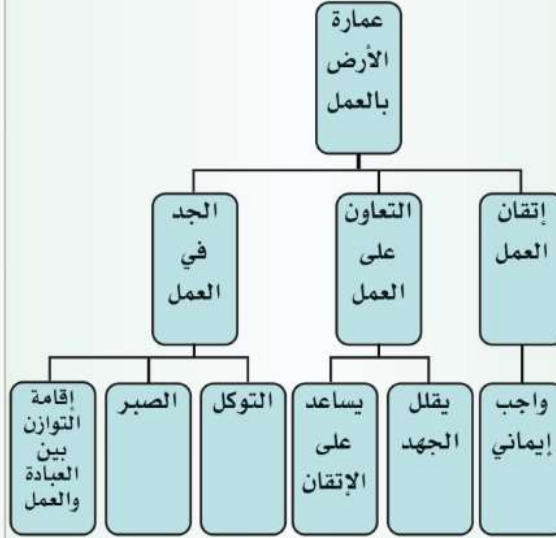 عمارة
الأرض
بالعمل
إتقان
العمل
التعاون
على
العمل
الجد
في
العمل
واجب
إيماني
يقلل
الجهد
يساعد
على
الإتقان
التوكل
الصبر
إقامة
التوازن
بين
العبادة
والعمل